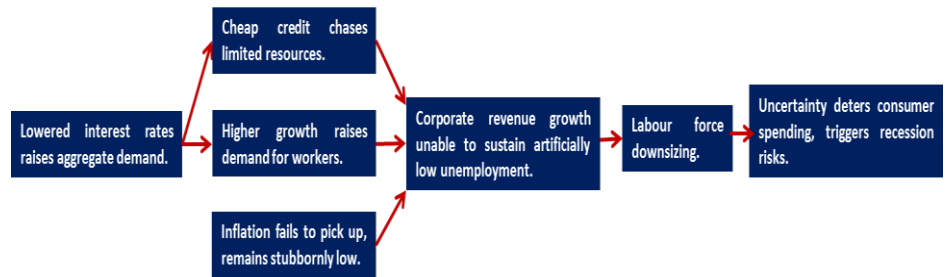 Lowered interest rates
raises aggregate demand.
Cheap credit chases
limited resources.
Higher growth raises
demand for workers.
Inflation fails to pick up,
remains stubbornly low.
Corporate revenue growth
unable to sustain artificially
low unemployment.
Labour force
downsizing.
Uncertainty deters consumer
spending, triggers recession
risks.